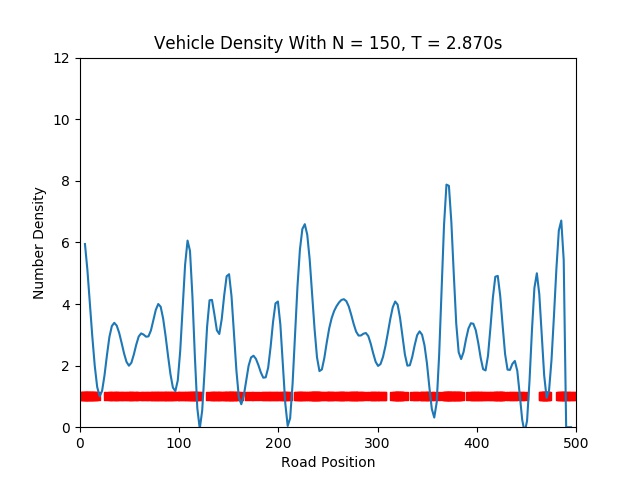 Vehicle Density With N = 150, T = 2.870s
12
10
8
6
4
2
0
Number Density
0 100 200 300 400 500
Road Position